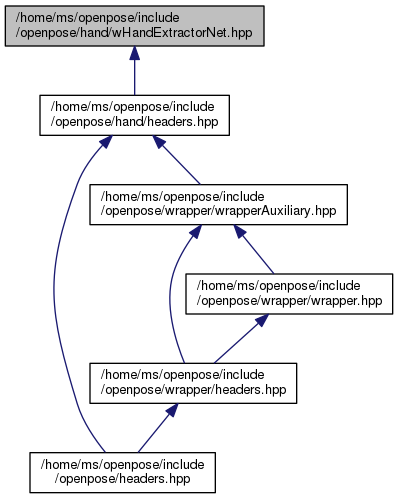 /home/ms/openpose/include
/openpose/hand/wHandExtractorNet.hpp
/home/ms/openpose/include
/openpose/hand/headers.hpp
/home/ms/openpose/include
/openpose/wrapper/wrapperAuxiliary.hpp
/home/ms/openpose/include
/openpose/wrapper/wrapper.hpp
/home/ms/openpose/include
/openpose/wrapper/headers.hpp
/home/ms/openpose/include
/openpose/headers.hpp